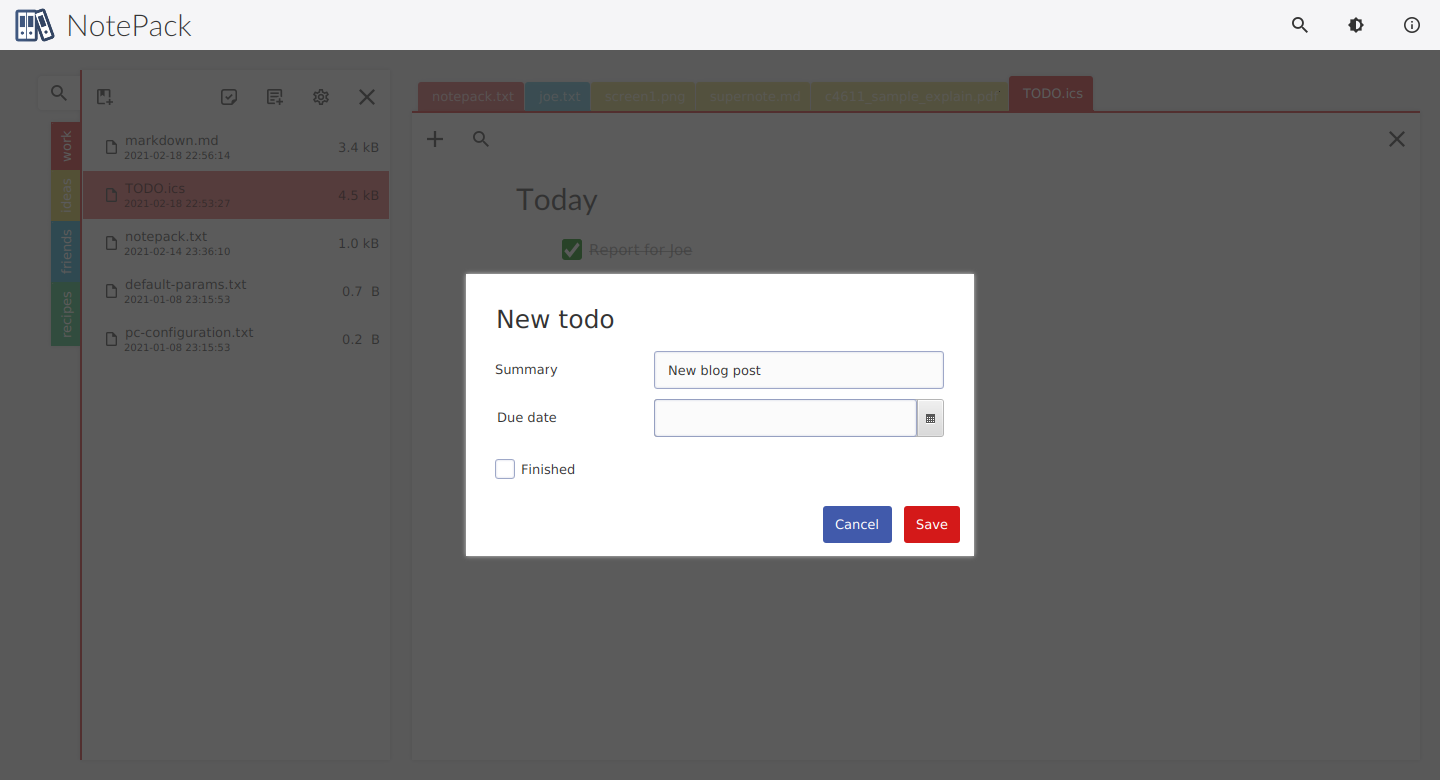 NotePack
work
ideas
friends
recipes
markdown.md
2021-02-18 22:56:14
3.4 kB
TODO.ics
2021-02-18 22:53:27
4.5 kB
notepack.txt
2021-02-14 23:36:10
1.0 kB
default-params.txt
2021-01-08 23:15:53
0.7 B
pc-configuration.txt
2021-01-08 23:15:53
0.2 B
notepack.txt
joe.txt
screen1.png
supernote.md
c4611_sample_explain.pdf
TODO.ics
Today
Report for Joe
New todo
Summary
New blog post
Due date
Finished
Cancel
Save